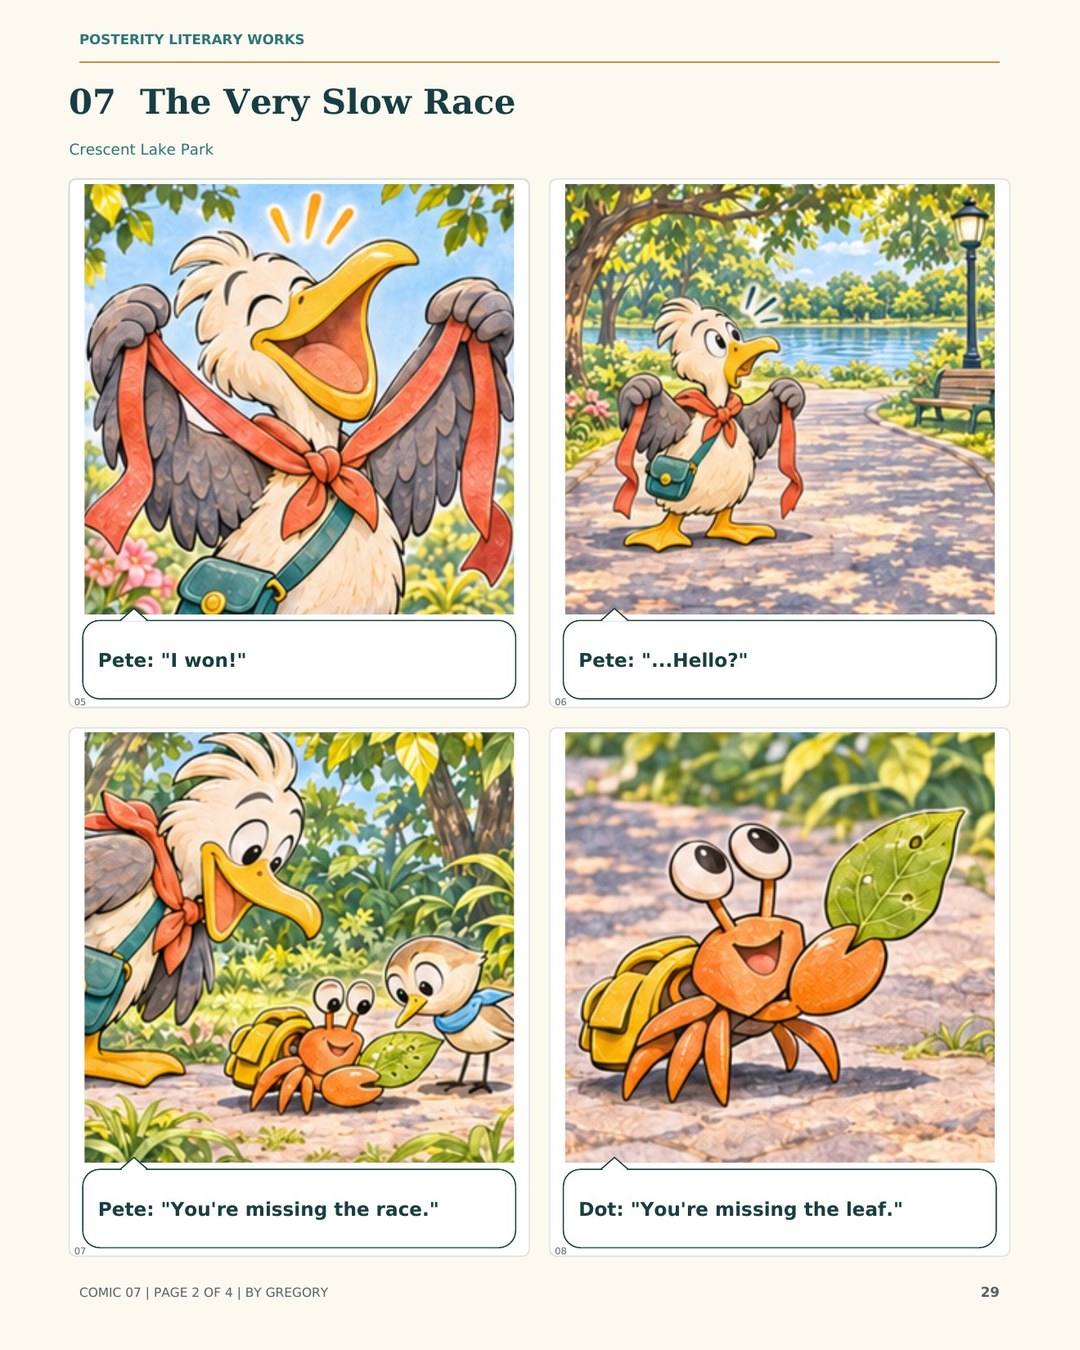 POSTERITY LITERARY WORKS
07 The Very Slow Race
Crescent Lake Park
Pete: "I won!"
05
Pete: "...Hello?"
06
Pete: "You're missing the race."
07
Dot: "You're missing the leaf."
08
COMIC 07 | PAGE 2 OF 4 | BY GREGORY
29